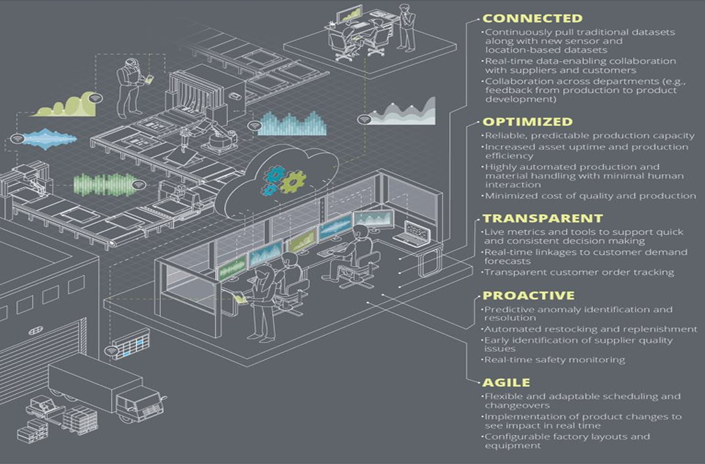 CONNECTED
•Continuously pull traditional datasets
along with new sensor and
location-based datasets
•Real-time data-enabling collaboration
with suppliers and customers
•Collaboration across departments (e.g.,
feedback from production to product
development)
OPTIMIZED
•Reliable, predictable production capacity
•Increased asset uptime and production
efficiency
•Highly automated production and
material handling with minimal human
interaction
•Minimized cost of quality and production
TRANSPARENT
•Live metrics and tools to support quick
and consistent decision making
•Real-time linkages to customer demand
forecasts
•Transparent customer order tracking
PROACTIVE
•Predictive anomaly identification and
resolution
•Automated restocking and replenishment
•Early identification of supplier quality
issues
•Real-time safety monitoring
AGILE
•Flexible and adaptable scheduling and
changeovers
•Implementation of product changes to
see impact in real time
•Configurable factory layouts and
equipment